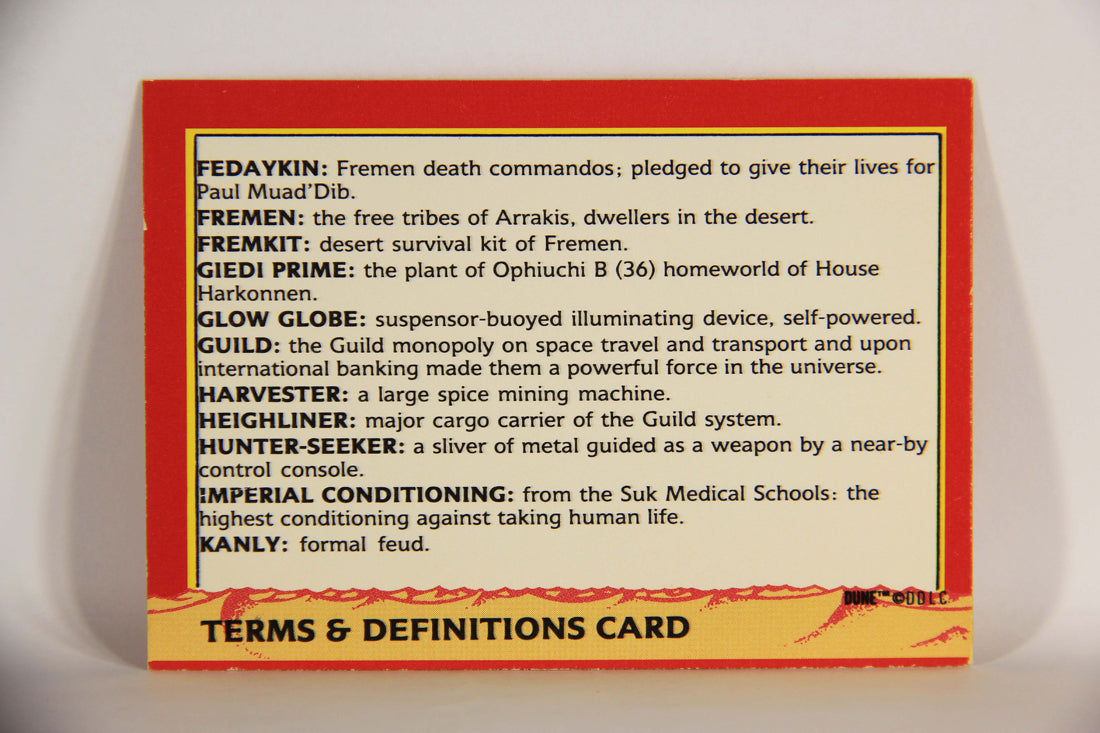 FEDAYKIN: Fremen death commandos; pledged to give their lives for
Paul Muad'Dib.
FREMEN: the free tribes of Arrakis, dwellers in the desert.
FREMKIT: desert survival kit of Fremen.
GIEDI PRIME: the plant of Ophiuchi B (36) homeworld of House
Harkonnen.
GLOW GLOBE: suspensor-buoyed illuminating device, self-powered.
GUILD: the Guild monopoly on space travel and transport and upon
international banking made them a powerful force in the universe.
HARVESTER: a large spice mining machine.
HEIGHLINER: major cargo carrier of the Guild system.
HUNTER-SEEKER: a sliver of metal guided as a weapon by a near-by
control console.
IMPERIAL CONDITIONING: from the Suk Medical Schools: the
highest conditioning against taking human life.
KANLY: formal feud.
DUNE™ © DDLC
TERMS & DEFINITIONS CARD